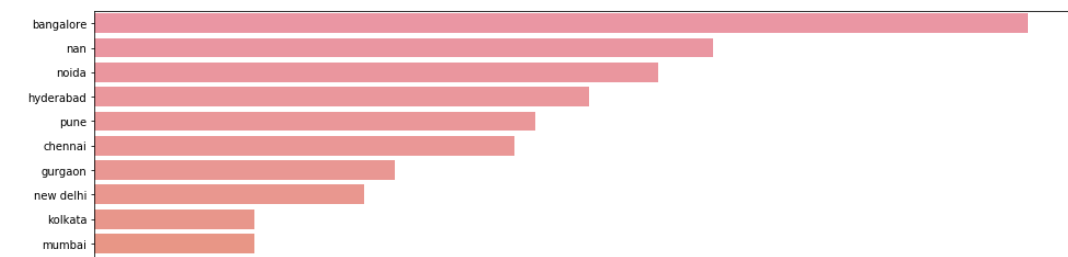 bangalore
nan
noida
hyderabad
pune
chennai
gurgaon
new delhi
kolkata
mumbai